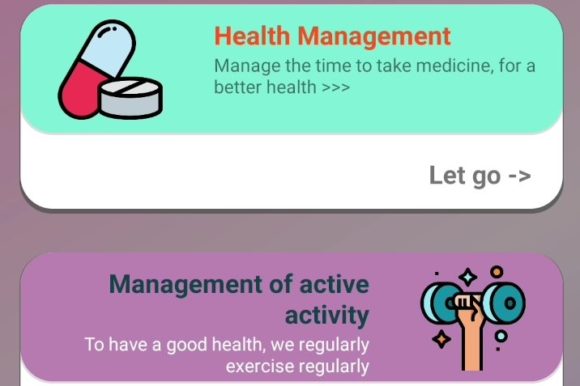 Health Management
Manage the time to take medicine, for a
better health >>>
Let go ->
Management of active
activity
To have a good health, we regularly
exercise regularly